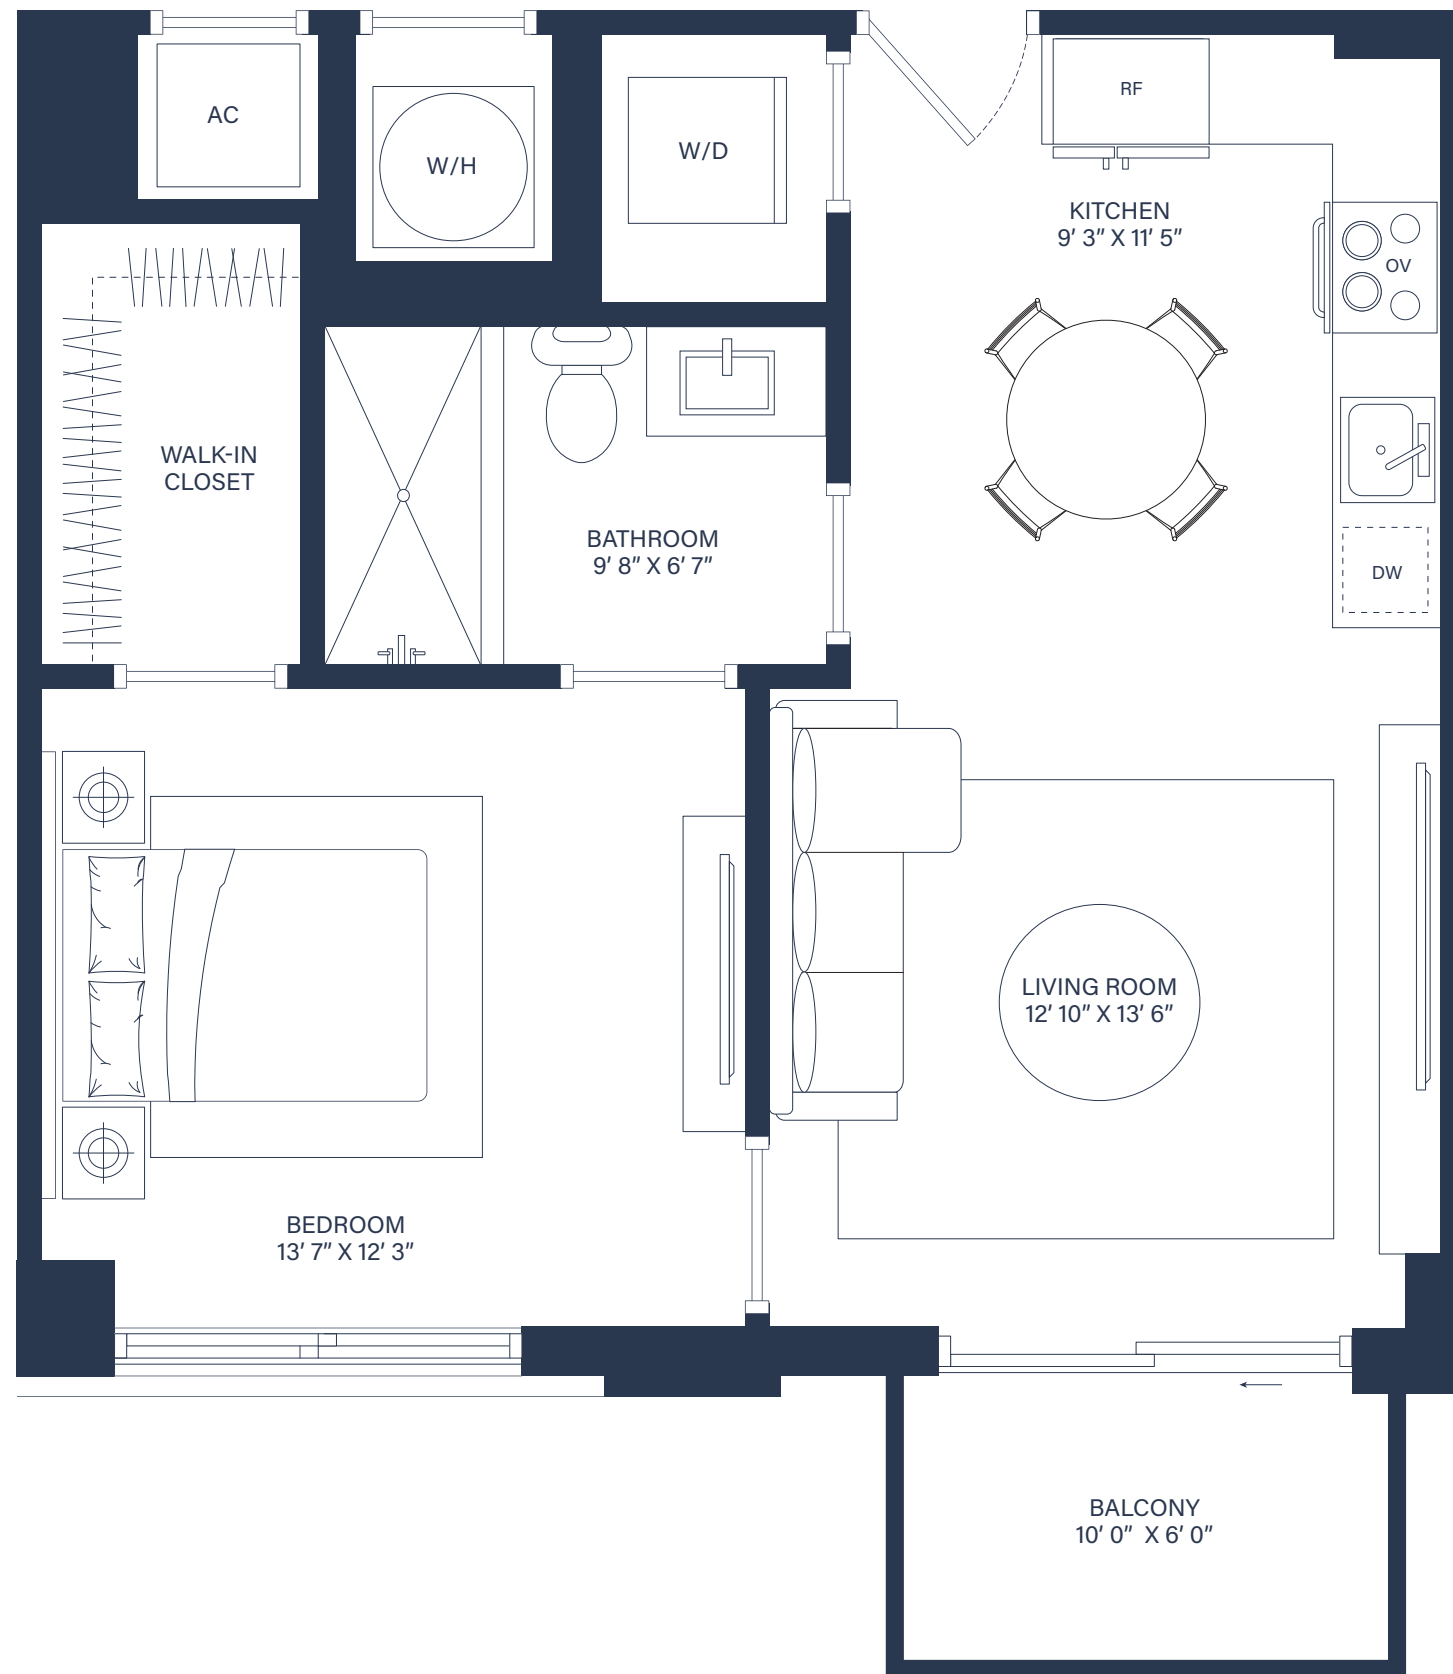 AC
W/H
W/D
RF
KITCHEN
9’ 3” X 11’ 5”
OV
WALK-IN
CLOSET
BATHROOM
9’ 8” X 6’ 7”
DW
LIVING ROOM
12’ 10” X 13’ 6”
BEDROOM
13’ 7” X 12’ 3”
BALCONY
10’ 0” X 6’ 0”